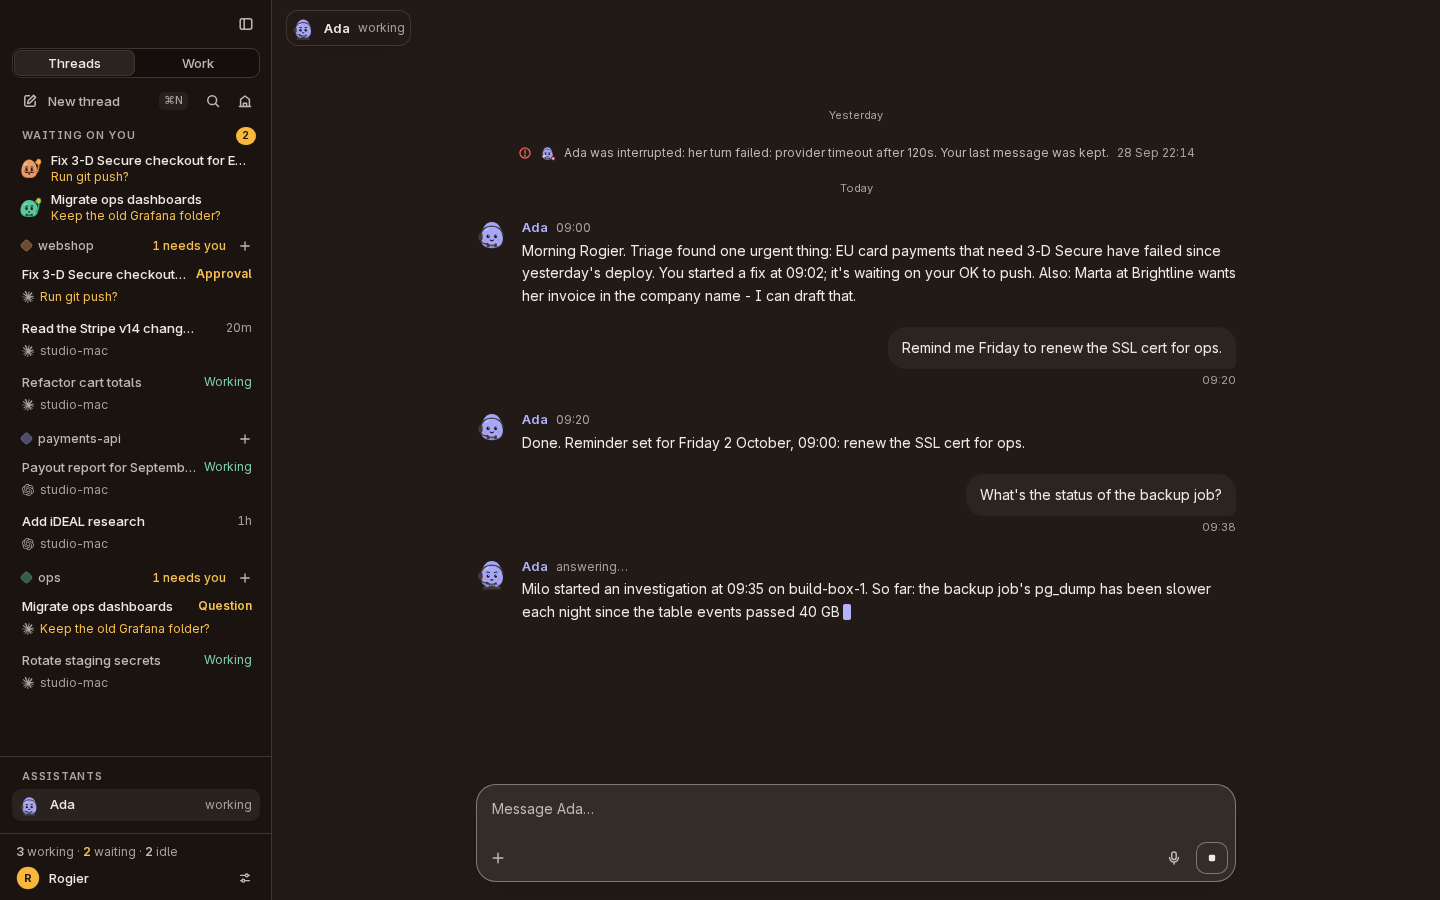 Threads
Work
New thread
⌘N
WAITING ON YOU
2
Fix 3-D Secure checkout for E...
Run git push?
Migrate ops dashboards
Keep the old Grafana folder?
webshop
1 needs you
Fix 3-D Secure checkout...
Approval
Run git push?
Read the Stripe v14 chang...
20m
studio-mac
Refactor cart totals
Working
studio-mac
payments-api
Payout report for Septemb...
Working
studio-mac
Add iDEAL research
1h
studio-mac
ops
1 needs you
Migrate ops dashboards
Question
Keep the old Grafana folder?
Rotate staging secrets
Working
studio-mac
ASSISTANTS
Ada
working
3 working · 2 waiting · 2 idle
R
Rogier
Ada working
Yesterday
Ada was interrupted: her turn failed: provider timeout after 120s. Your last message was kept. 28 Sep 22:14
Today
Ada 09:00
Morning Rogier. Triage found one urgent thing: EU card payments that need 3-D Secure have failed since
yesterday's deploy. You started a fix at 09:02; it's waiting on your OK to push. Also: Marta at Brightline wants
her invoice in the company name - I can draft that.
Remind me Friday to renew the SSL cert for ops.
09:20
Ada 09:20
Done. Reminder set for Friday 2 October, 09:00: renew the SSL cert for ops.
What's the status of the backup job?
09:38
Ada answering...
Milo started an investigation at 09:35 on build-box-1. So far: the backup job's pg_dump has been slower
each night since the table events passed 40 GB
Message Ada...